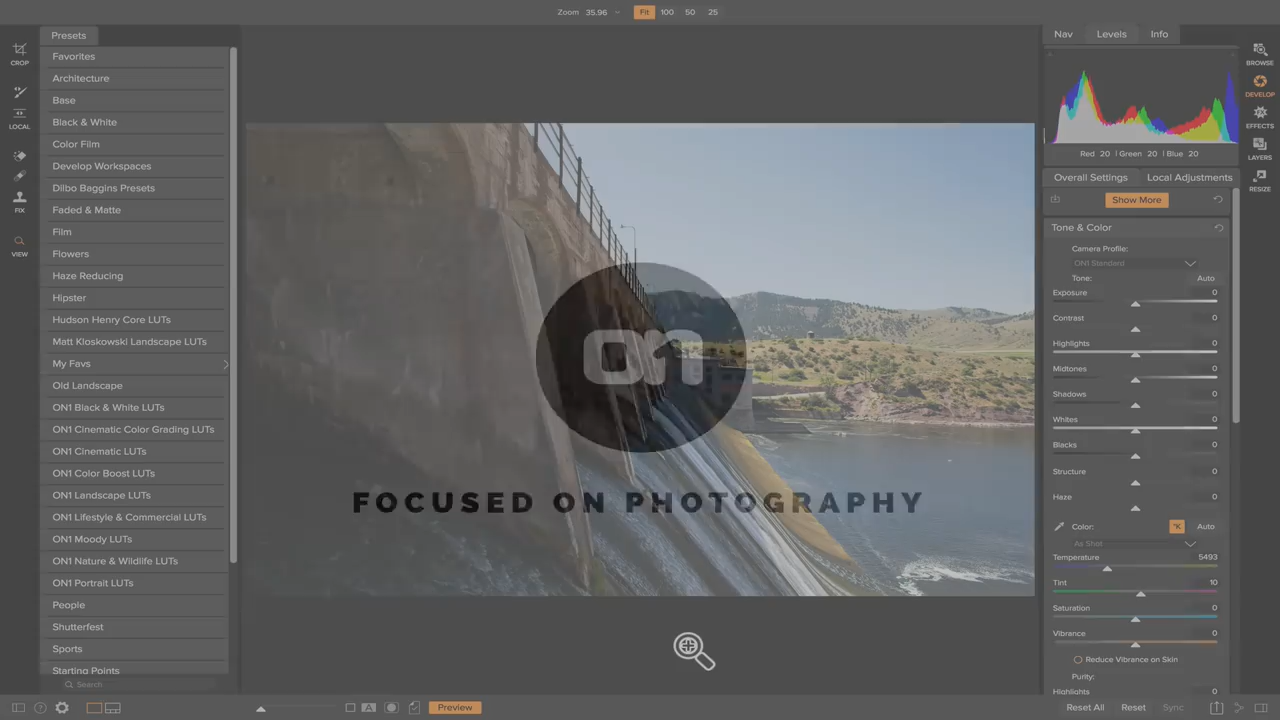 Zoom 35.96 Fit 100 50 25
Presets
Favorites
Architecture
Base
Black & White
Color Film
Develop Workspaces
Dilbo Baggins Presets
Faded & Matte
Film
Flowers
Haze Reducing
Hipster
Hudson Henry Core LUTs
Matt Kloskowski Landscape LUTs
My Favs
Old Landscape
ON1 Black & White LUTs
ON1 Cinematic Color Grading LUTs
ON1 Cinematic LUTs
ON1 Color Boost LUTs
ON1 Landscape LUTs
ON1 Lifestyle & Commercial LUTs
ON1 Moody LUTs
ON1 Nature & Wildlife LUTs
ON1 Portrait LUTs
People
Shutterfest
Sports
Starting Points
Search
CROP
LOCAL
FIX
VIEW
on1
FOCUSED ON PHOTOGRAPHY
Nav Levels Info
Red 20 | Green 20 | Blue 20
Overall Settings Local Adjustments
Show More
Tone & Color
Camera Profile:
ON1 Standard
Tone: Auto
Exposure 0
Contrast 0
Highlights 0
Midtones 0
Shadows 0
Whites 0
Blacks 0
Structure 0
Haze 0
Color: °K Auto
As Shot
Temperature 5493
Tint 10
Saturation 0
Vibrance 0
Reduce Vibrance on Skin
Purity:
Highlights 0
BROWSE
DEVELOP
EFFECTS
LAYERS
RESIZE
? A Preview
Reset All Reset Sync